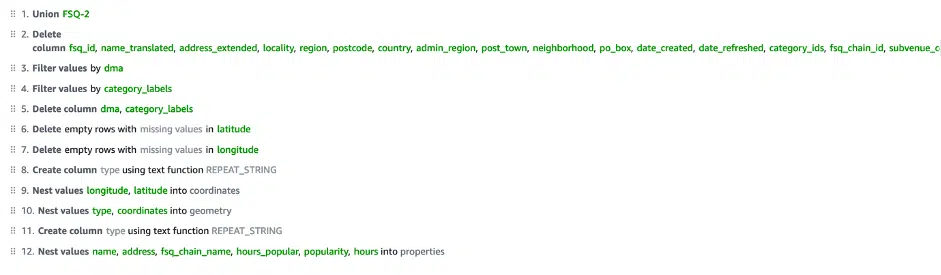 1. Union FSQ-2
2. Delete
column fsq_id, name_translated, address_extended, locality, region, postcode, country, admin_region, post_town, neighborhood, po_box, date_created, date_refreshed, category_ids, fsq_chain_id,
3. Filter values by dma
4. Filter values by category_labels
5. Delete column dma, category_labels
6. Delete empty rows with missing values in latitude
7. Delete empty rows with missing values in longitude
8. Create column type using text function REPEAT_STRING
9. Nest values longitude, latitude into coordinates
10. Nest values type, coordinates into geometry
11. Create column type using text function REPEAT_STRING
12. Nest values name, address, fsq_chain_name, hours_popular, popularity, hours into properties